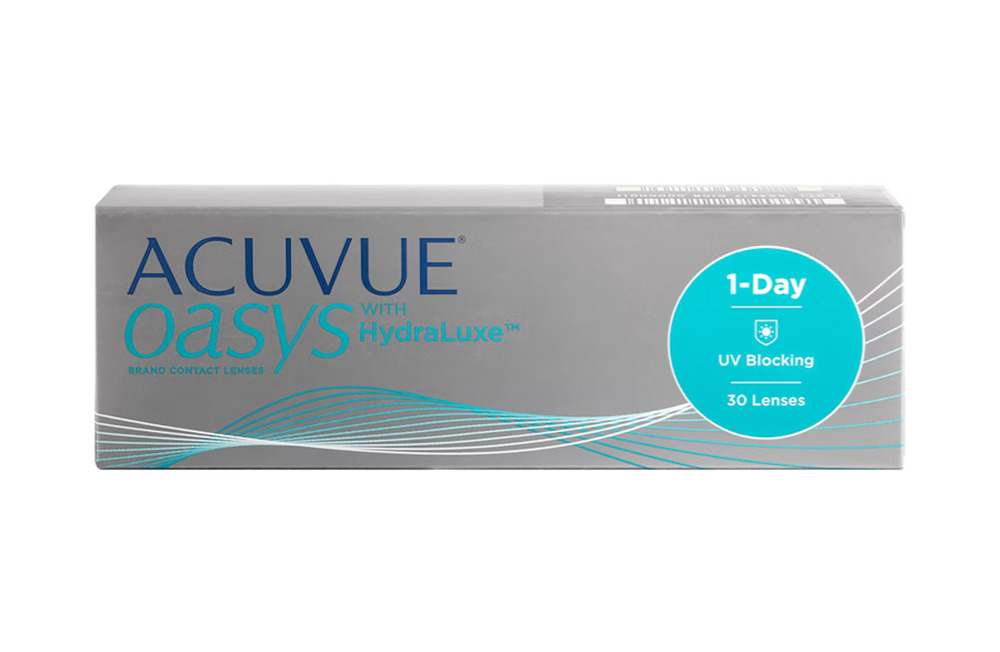 ACUVUE®
oasys WITH
HydraLuxe™
BRAND CONTACT LENSES
1-Day
UV Blocking
30 Lenses